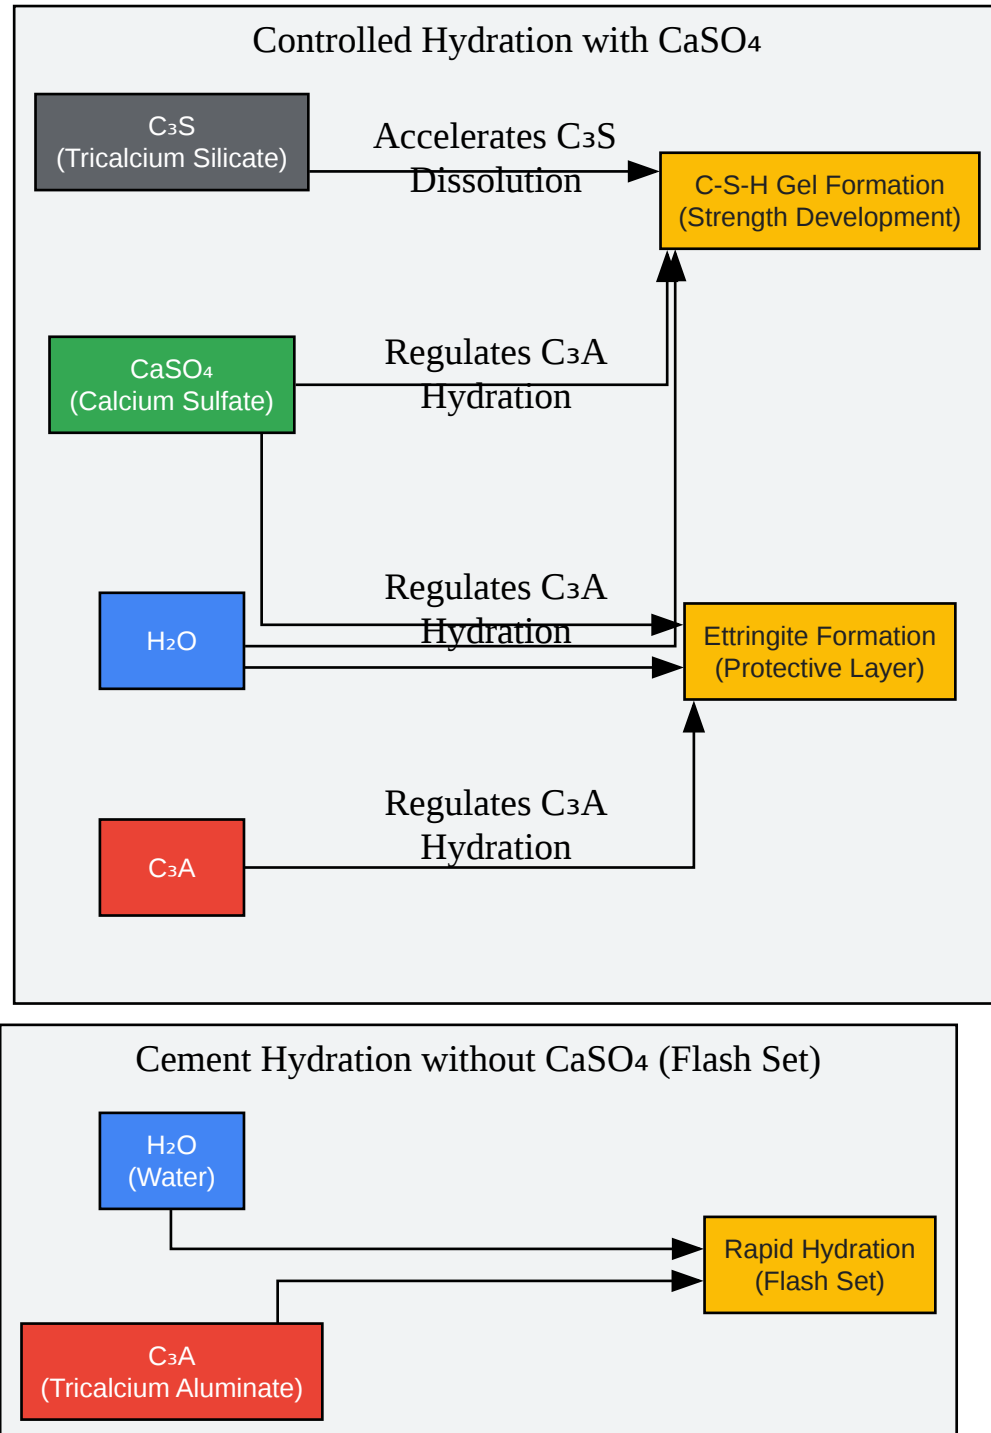 Controlled Hydration with CaSO₄
C₃S
(Tricalcium Silicate)
Accelerates C₃S
Dissolution
C-S-H Gel Formation
(Strength Development)
CaSO₄
(Calcium Sulfate)
Regulates C₃A
Hydration
H₂O
Regulates C₃A
Hydration
Ettringite Formation
(Protective Layer)
C₃A
Regulates C₃A
Hydration
Cement Hydration without CaSO₄ (Flash Set)
H₂O
(Water)
Rapid Hydration
(Flash Set)
C₃A
(Tricalcium Aluminate)